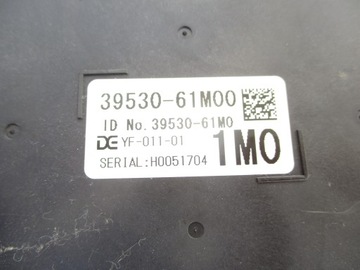 39530-61M00
ID No.39530-61M0
DE YF-011-01
SERIAL:H0051704
1M0